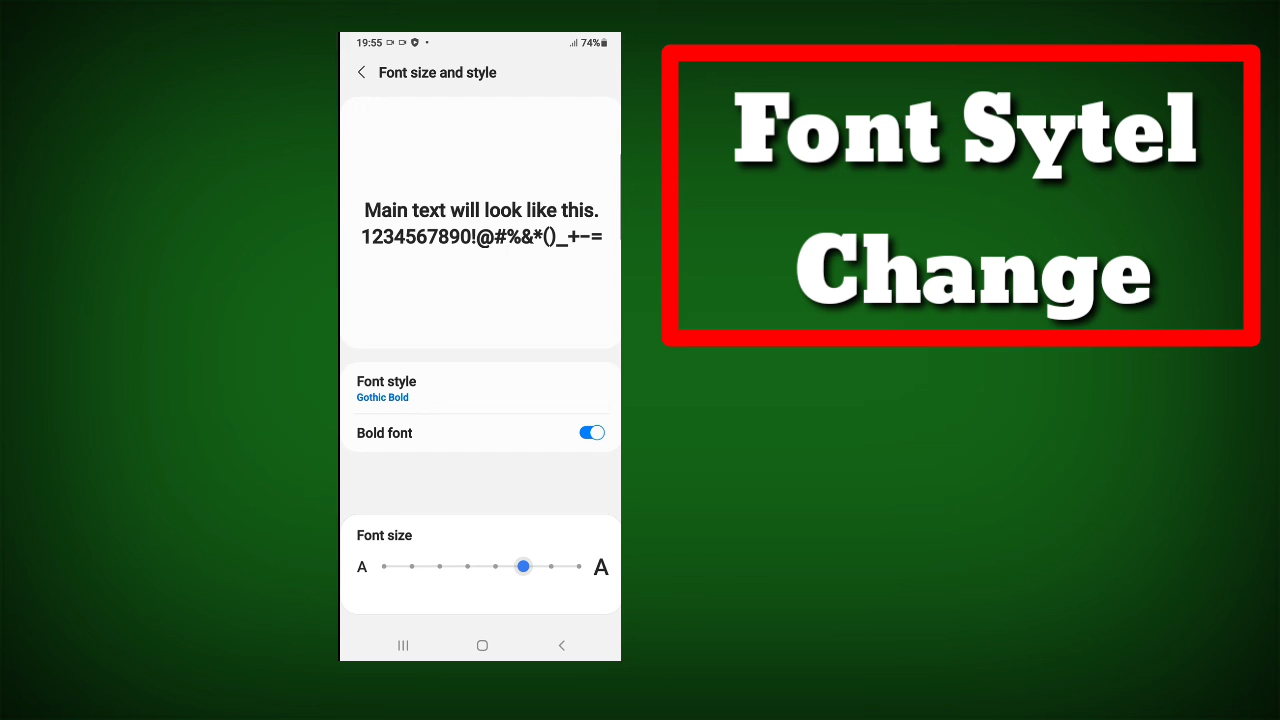 19:55
74%
Font size and style
Main text will look like this.
1234567890!@#%&*()_+-=
Font style
Gothic Bold
Bold font
Font size
A A
Font Sytel
Change